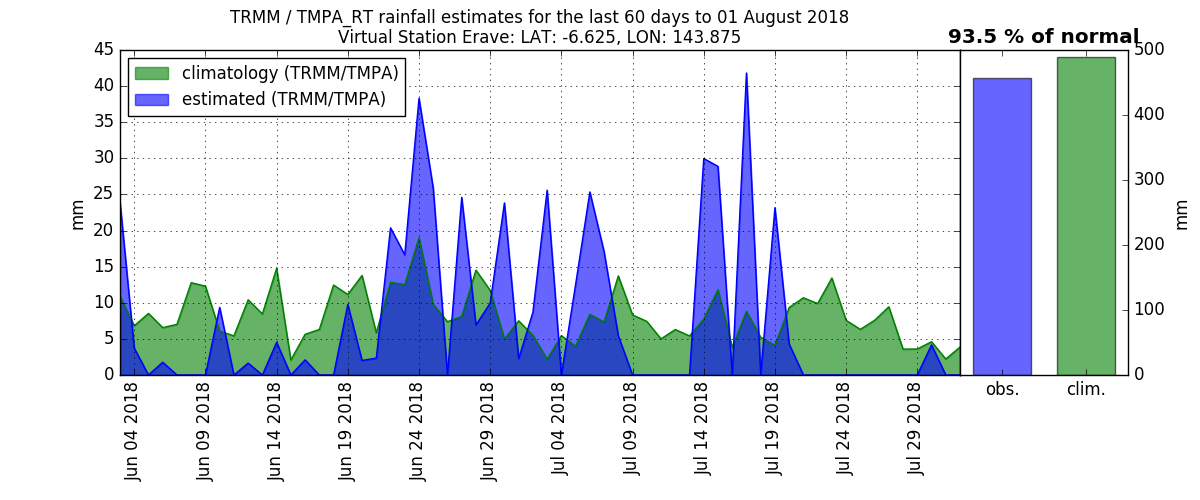 TRMM / TMPA_RT rainfall estimates for the last 60 days to 01 August 2018
Virtual Station Erave: LAT: -6.625, LON: 143.875
93.5 % of normal
climatology (TRMM/TMPA)
estimated (TRMM/TMPA)
mm
45
40
35
30
25
20
15
10
5
0
Jun 04 2018
Jun 09 2018
Jun 14 2018
Jun 19 2018
Jun 24 2018
Jun 29 2018
Jul 04 2018
Jul 09 2018
Jul 14 2018
Jul 19 2018
Jul 24 2018
Jul 29 2018
obs.
clim.
500
400
300
200
100
0
mm